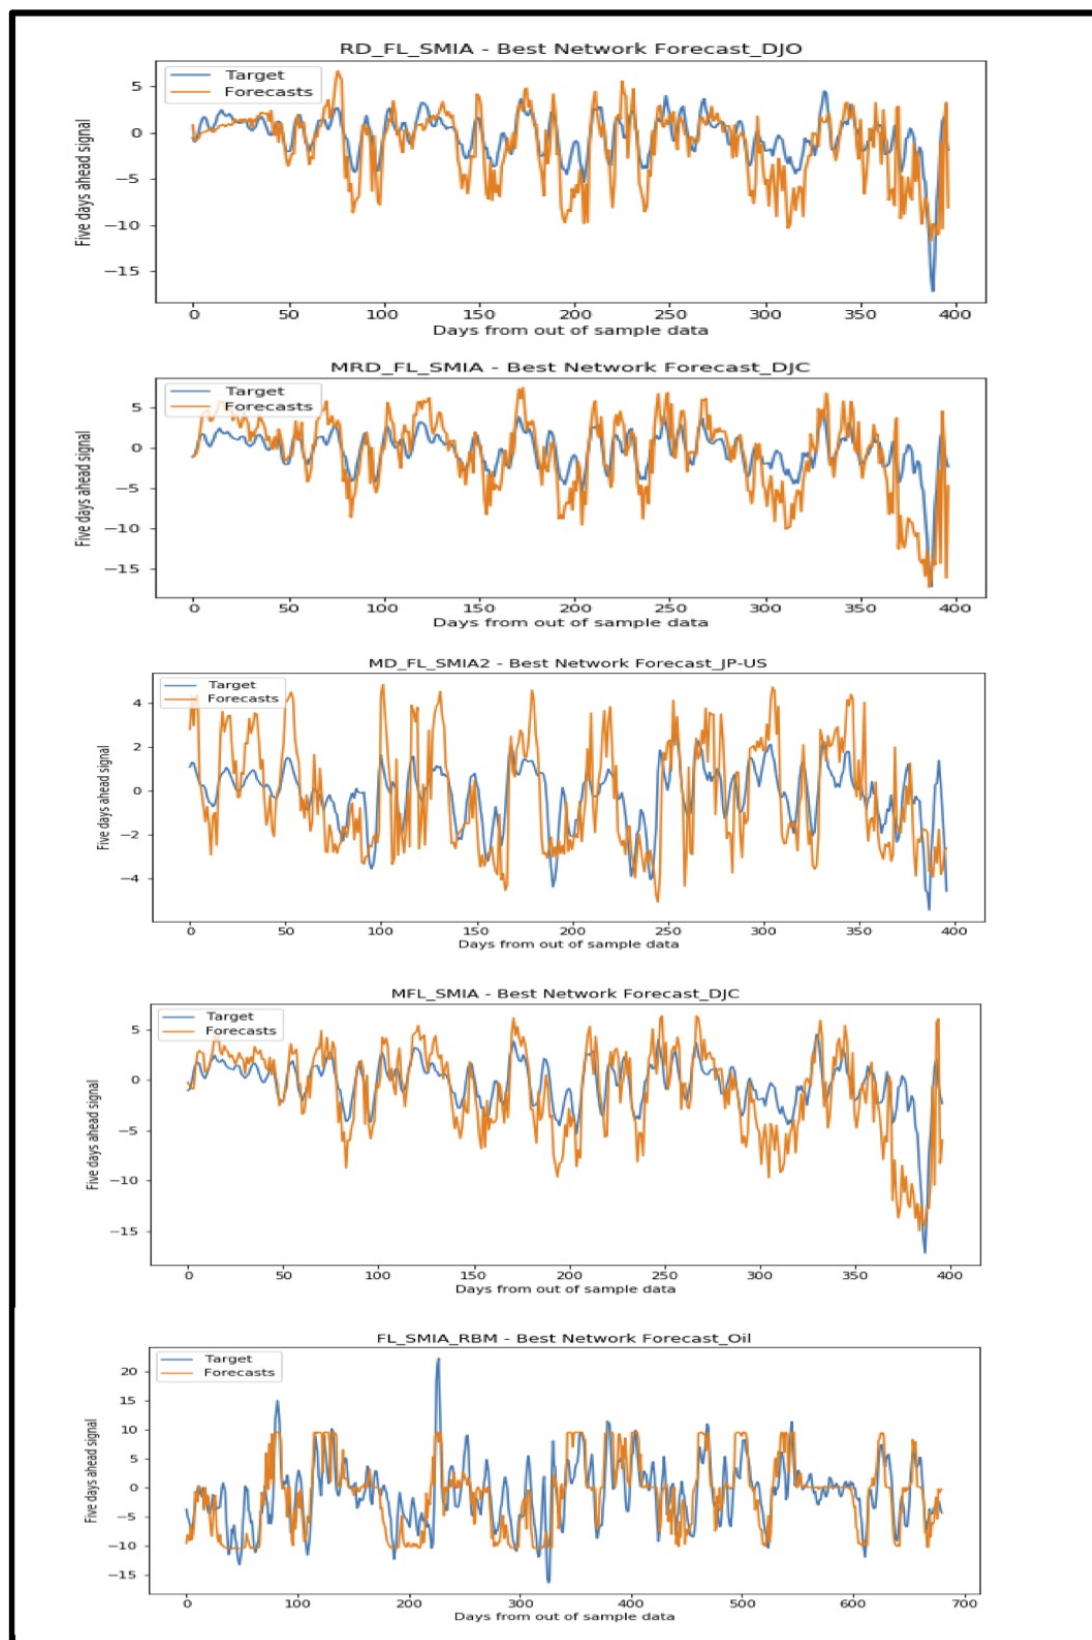 RD_FL_SMIA - Best Network Forecast_DJO
Target
Forecasts
Five days ahead signal
5
0
−5
−10
−15
0 50 100 150 200 250 300 350 400
Days from out of sample data
MRD_FL_SMIA - Best Network Forecast_DJC
Target
Forecasts
Five days ahead signal
5
0
−5
−10
−15
0 50 100 150 200 250 300 350 400
Days from out of sample data
MD_FL_SMIA2 - Best Network Forecast_JP-US
Target
Forecasts
Five days ahead signal
4
2
0
−2
−4
0 50 100 150 200 250 300 350 400
Days from out of sample data
MFL_SMIA - Best Network Forecast_DJC
Target
Forecasts
Five days ahead signal
5
0
−5
−10
−15
0 50 100 150 200 250 300 350 400
Days from out of sample data
FL_SMIA_RBM - Best Network Forecast_Oil
Target
Forecasts
Five days ahead signal
20
15
10
5
0
−5
−10
−15
0 100 200 300 400 500 600 700
Days from out of sample data